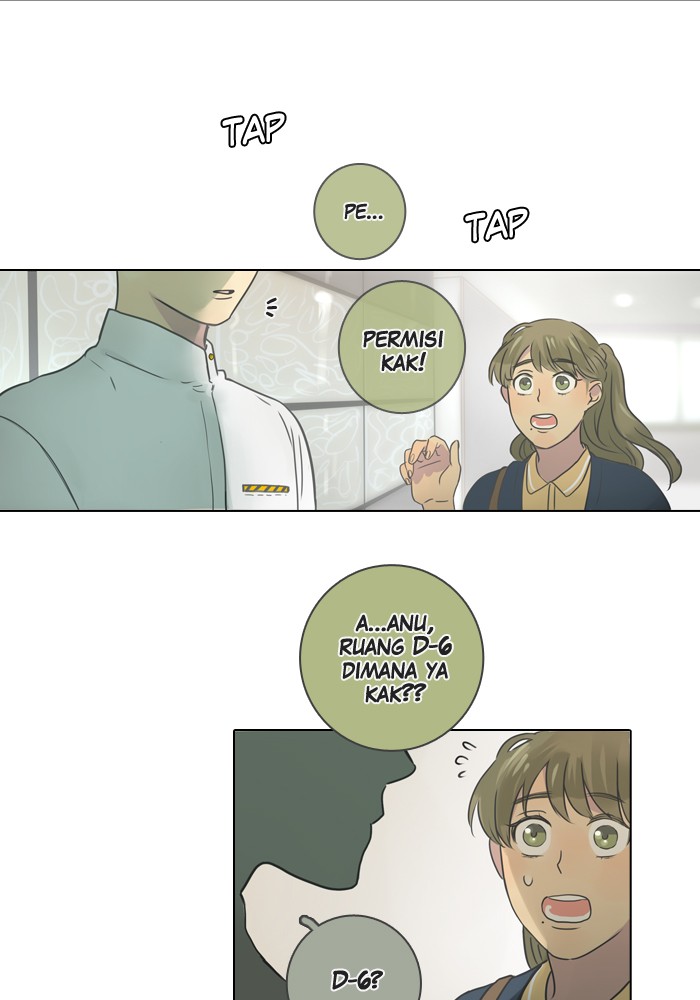 TAP
PE...
TAP
PERMISI
KAK!
A...ANU,
RUANG D-6
DIMANA YA
KAK??
D-6?